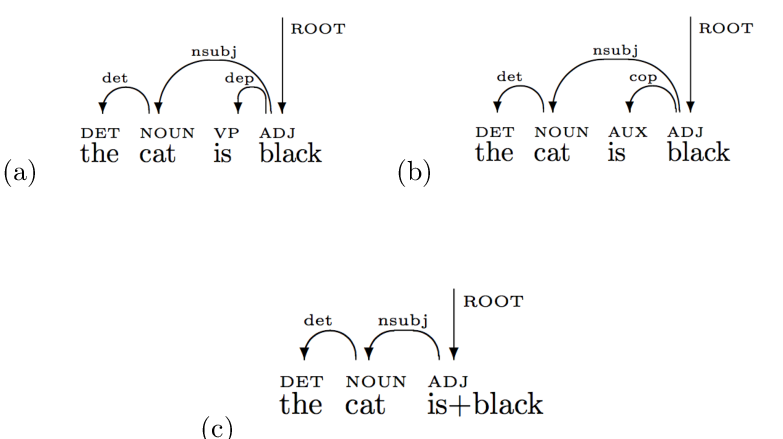 ROOT
nsubj
det dep
DET NOUN VP ADJ
the cat is black
(a)
ROOT
nsubj
det cop
DET NOUN AUX ADJ
the cat is black
(b)
ROOT
det nsubj
DET NOUN ADJ
the cat is+black
(c)